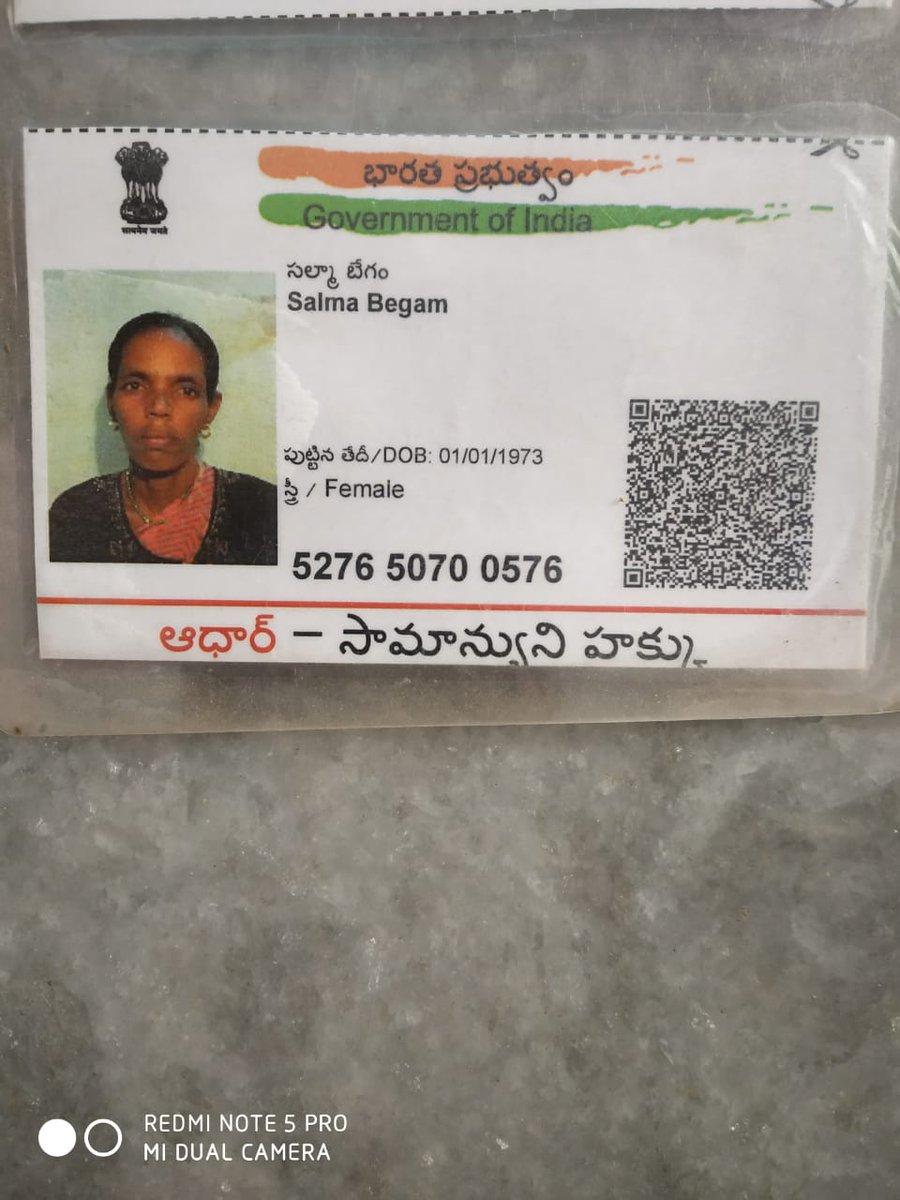 భారత ప్రభుత్వం
Government of India
सत्यमेव जयते
సల్మా బేగం
Salma Begam
పుట్టిన తేదీ/DOB: 01/01/1973
స్త్రీ / Female
5276 5070 0576
ఆధార్ – సామాన్యుని హక్కు
REDMI NOTE 5 PRO
MI DUAL CAMERA